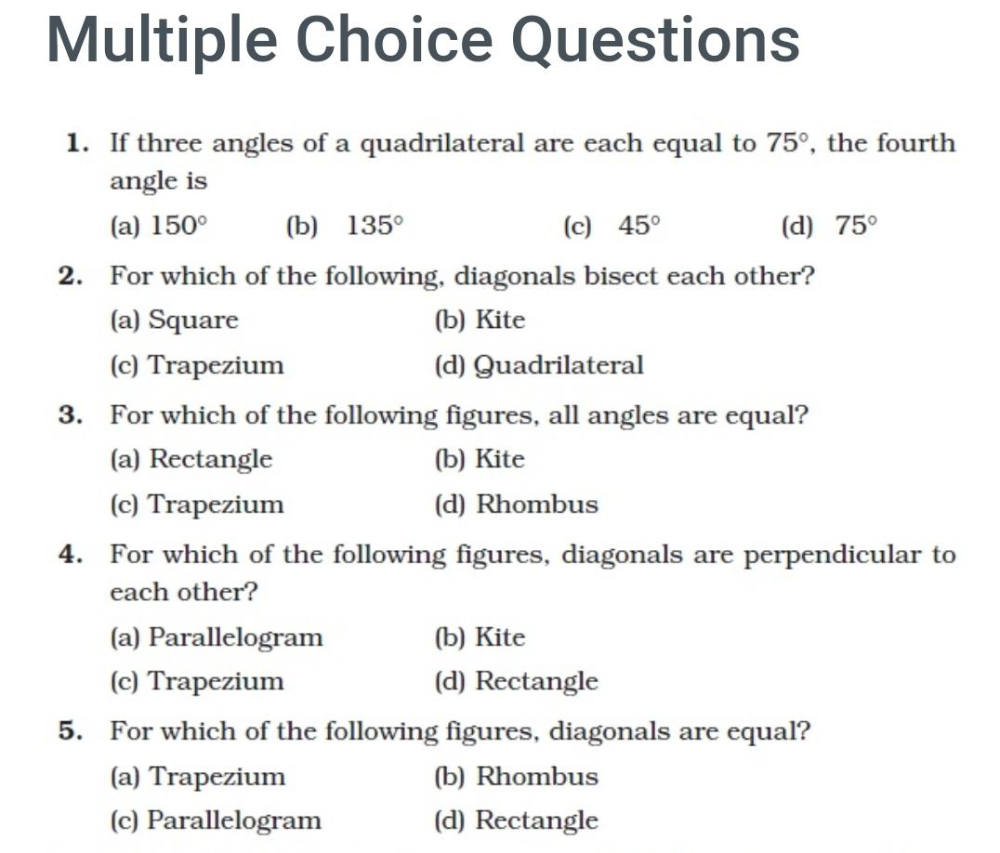 Multiple Choice Questions
1. If three angles of a quadrilateral are each equal to 75°, the fourth
angle is
(a) 150° (b) 135° (c) 45° (d) 75°
2. For which of the following, diagonals bisect each other?
(a) Square (b) Kite
(c) Trapezium (d) Quadrilateral
3. For which of the following figures, all angles are equal?
(a) Rectangle (b) Kite
(c) Trapezium (d) Rhombus
4. For which of the following figures, diagonals are perpendicular to
each other?
(a) Parallelogram (b) Kite
(c) Trapezium (d) Rectangle
5. For which of the following figures, diagonals are equal?
(a) Trapezium (b) Rhombus
(c) Parallelogram (d) Rectangle